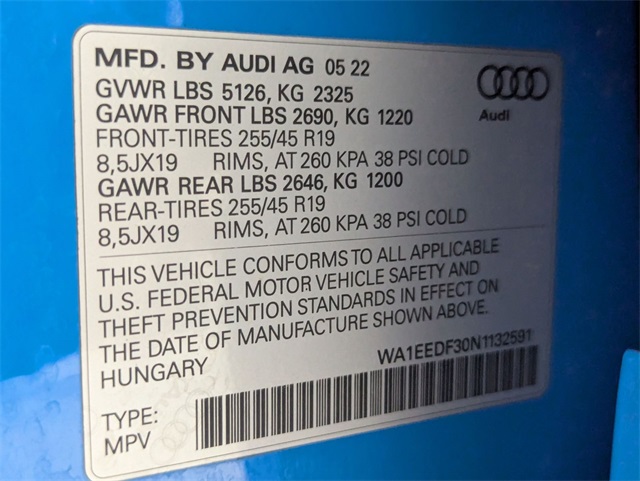 MFD. BY AUDI AG 05 22
GVWR LBS 5126, KG 2325
GAWR FRONT LBS 2690, KG 1220
FRONT-TIRES 255/45 R19
8,5JX19 RIMS, AT 260 KPA 38 PSI COLD
GAWR REAR LBS 2646, KG 1200
REAR-TIRES 255/45 R19
8,5JX19 RIMS, AT 260 KPA 38 PSI COLD
Audi
THIS VEHICLE CONFORMS TO ALL APPLICABLE
U.S. FEDERAL MOTOR VEHICLE SAFETY AND
THEFT PREVENTION STANDARDS IN EFFECT ON
THE DATE OF MANUFACTURE SHOWN ABOVE.
HUNGARY
WA1EEDF30N1132591
TYPE:
MPV